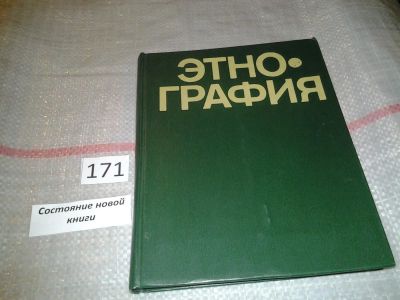 ЭТНО•
ГРАФИЯ
171
Состояние новой
книги